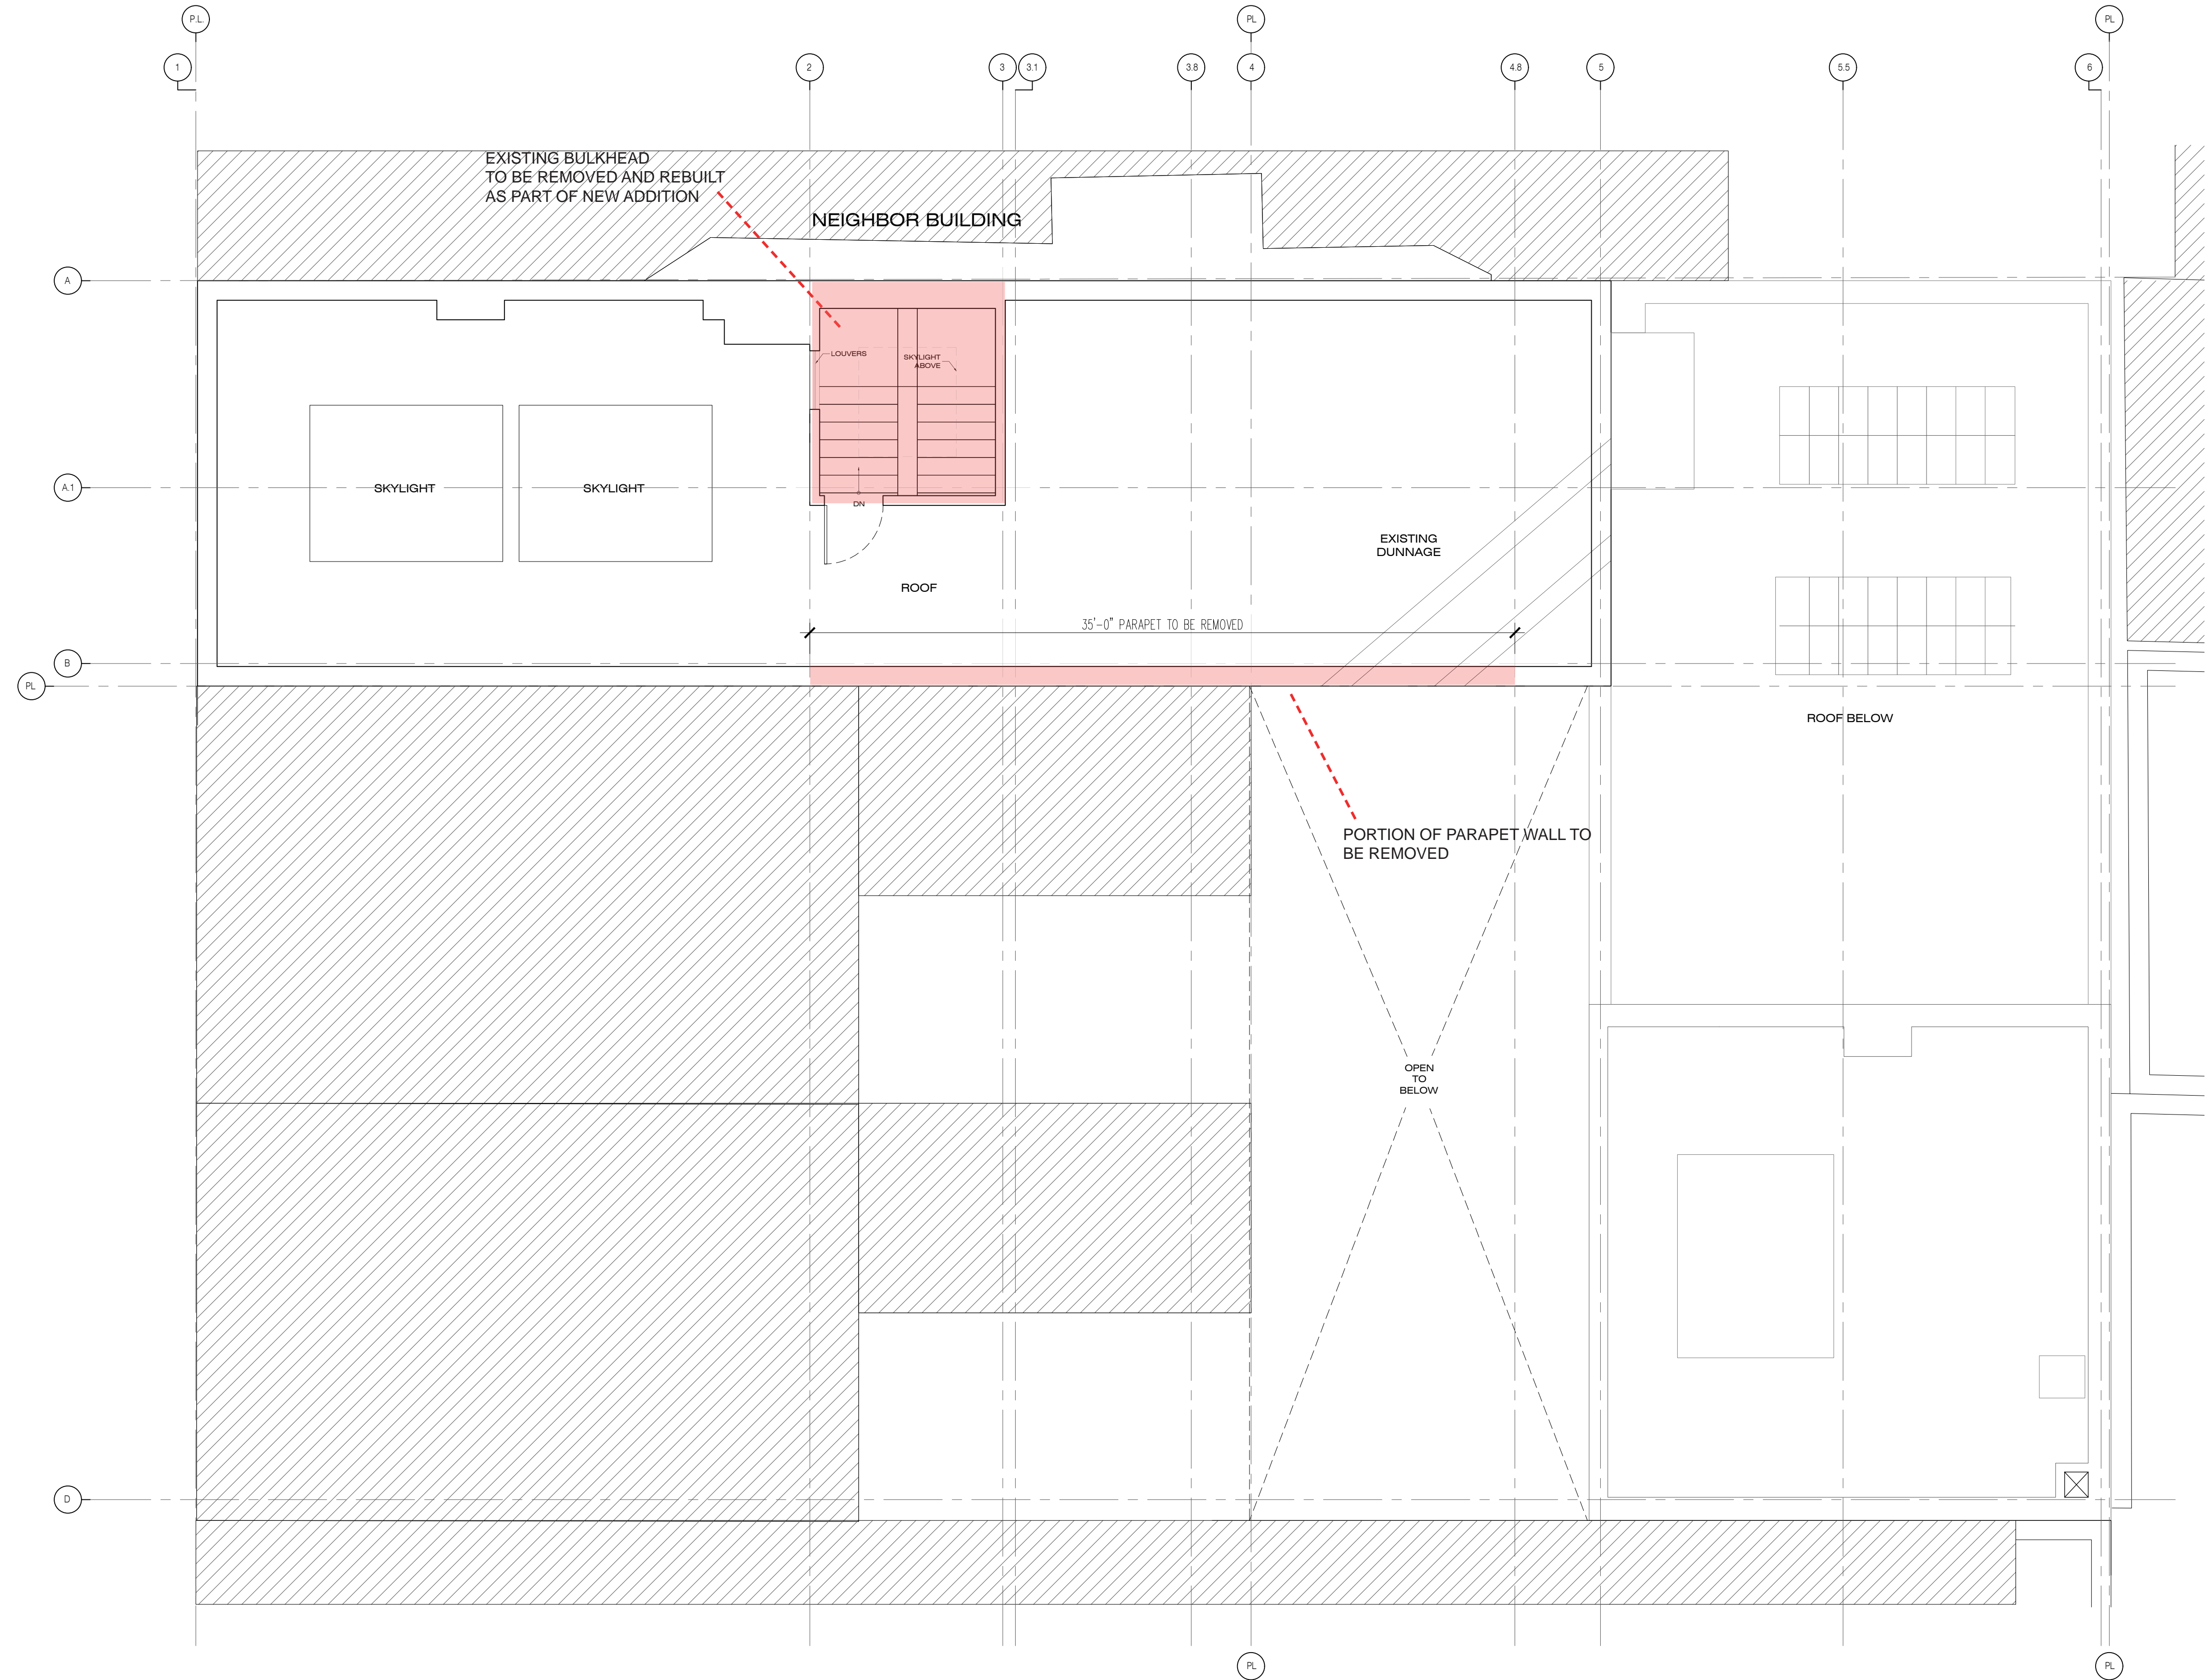 P.L.
PL
PL
1
2
3
3.1
3.8
4
4.8
5
5.5
6
EXISTING BULKHEAD
TO BE REMOVED AND REBUILT
AS PART OF NEW ADDITION
NEIGHBOR BUILDING
A
LOUVERS
SKYLIGHT
ABOVE
A.1
SKYLIGHT
SKYLIGHT
DN
EXISTING
DUNNAGE
ROOF
35'-0" PARAPET TO BE REMOVED
B
PL
ROOF BELOW
PORTION OF PARAPET WALL TO
BE REMOVED
OPEN
TO
BELOW
D
PL
PL